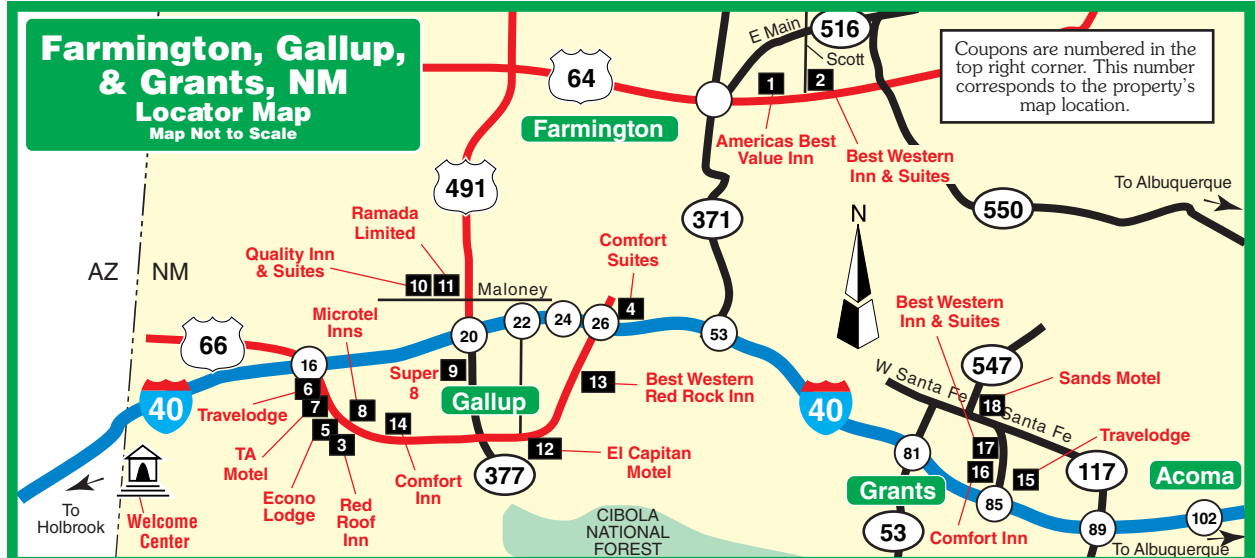 Farmington, Gallup,
& Grants, NM
Locator Map
Map Not to Scale
64
E Main
516
Scott
Coupons are numbered in the
top right corner. This number
corresponds to the property's
map location.
1
2
Farmington
Americas Best
Value Inn
Best Western
Inn & Suites
491
371
550
To Albuquerque
N
AZ
NM
Ramada
Limited
Quality Inn
& Suites
10
11
Maloney
Comfort
Suites
4
Microtel
Inns
66
16
20
22
24
26
53
Best Western
Inn & Suites
547
W Santa Fe
Santa Fe
Sands Motel
18
40
6
Travelodge
7
TA
Motel
5
3
8
14
Super
8
9
Gallup
13
Best Western
Red Rock Inn
12
El Capitan
Motel
377
Comfort
Inn
Econo
Lodge
Red
Roof
Inn
To
Holbrook
Welcome
Center
CIBOLA
NATIONAL
FOREST
40
81
17
16
15
Travelodge
117
Grants
85
Acoma
53
Comfort Inn
89
102
To Albuquerque